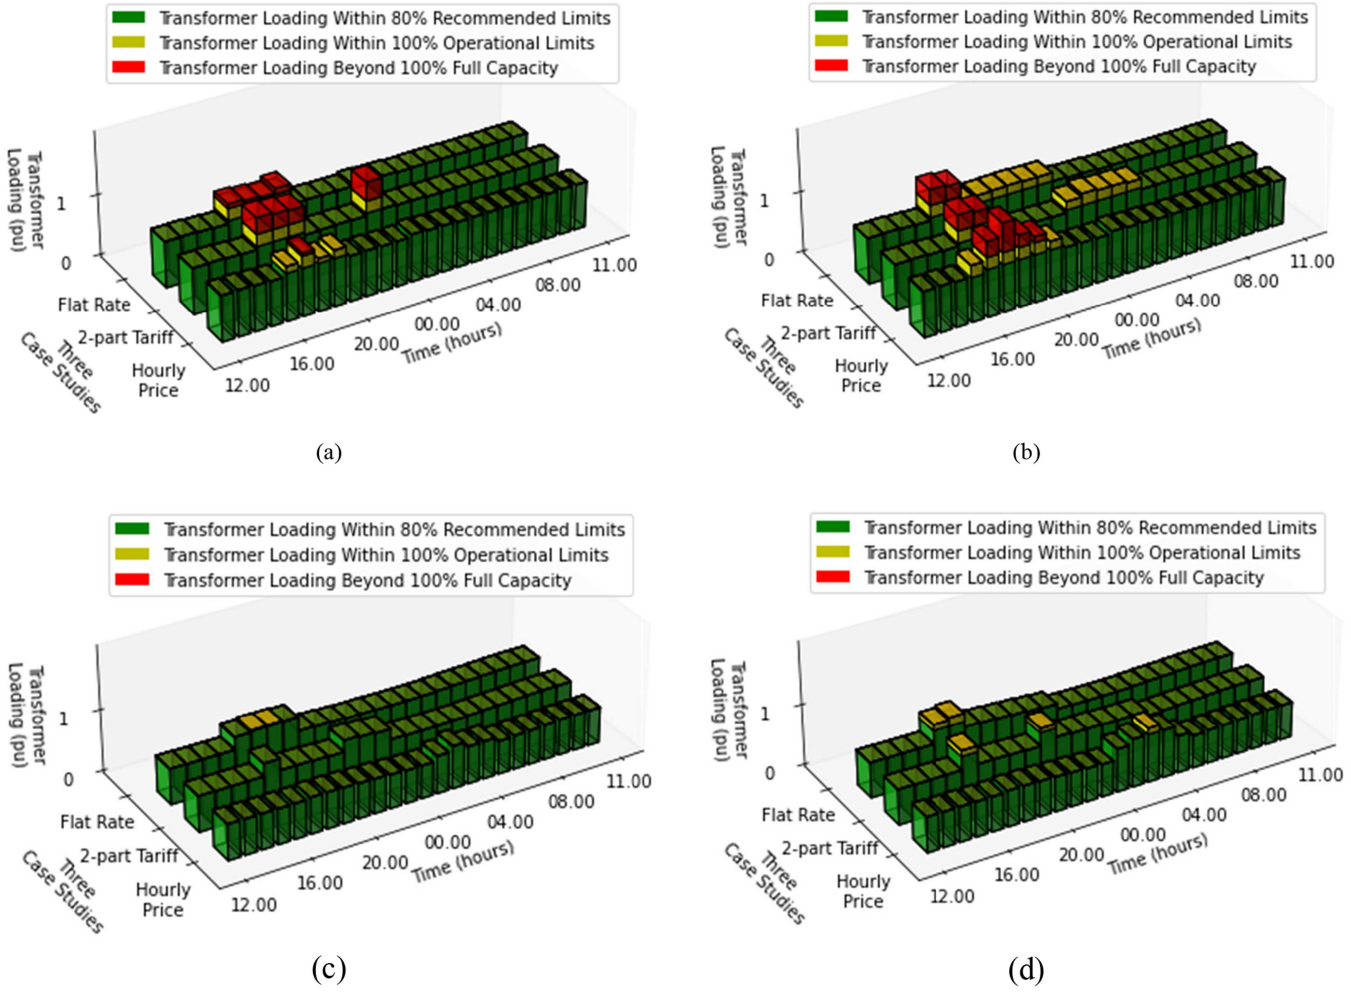 Transformer Loading Within 80% Recommended Limits
Transformer Loading Within 100% Operational Limits
Transformer Loading Beyond 100% Full Capacity
Transformer
Loading (pu)
1
0
Flat Rate
2-part Tariff
Hourly
Price
Three
Case Studies
12.00
16.00
20.00
00.00
04.00
08.00
11.00
Time (hours)
(a)
Transformer Loading Within 80% Recommended Limits
Transformer Loading Within 100% Operational Limits
Transformer Loading Beyond 100% Full Capacity
Transformer
Loading (pu)
1
0
Flat Rate
2-part Tariff
Hourly
Price
Three
Case Studies
12.00
16.00
20.00
00.00
04.00
08.00
11.00
Time (hours)
(b)
Transformer Loading Within 80% Recommended Limits
Transformer Loading Within 100% Operational Limits
Transformer Loading Beyond 100% Full Capacity
Transformer
Loading (pu)
1
0
Flat Rate
2-part Tariff
Hourly
Price
Three
Case Studies
12.00
16.00
20.00
00.00
04.00
08.00
11.00
Time (hours)
(c)
Transformer Loading Within 80% Recommended Limits
Transformer Loading Within 100% Operational Limits
Transformer Loading Beyond 100% Full Capacity
Transformer
Loading (pu)
1
0
Flat Rate
2-part Tariff
Hourly
Price
Three
Case Studies
12.00
16.00
20.00
00.00
04.00
08.00
11.00
Time (hours)
(d)